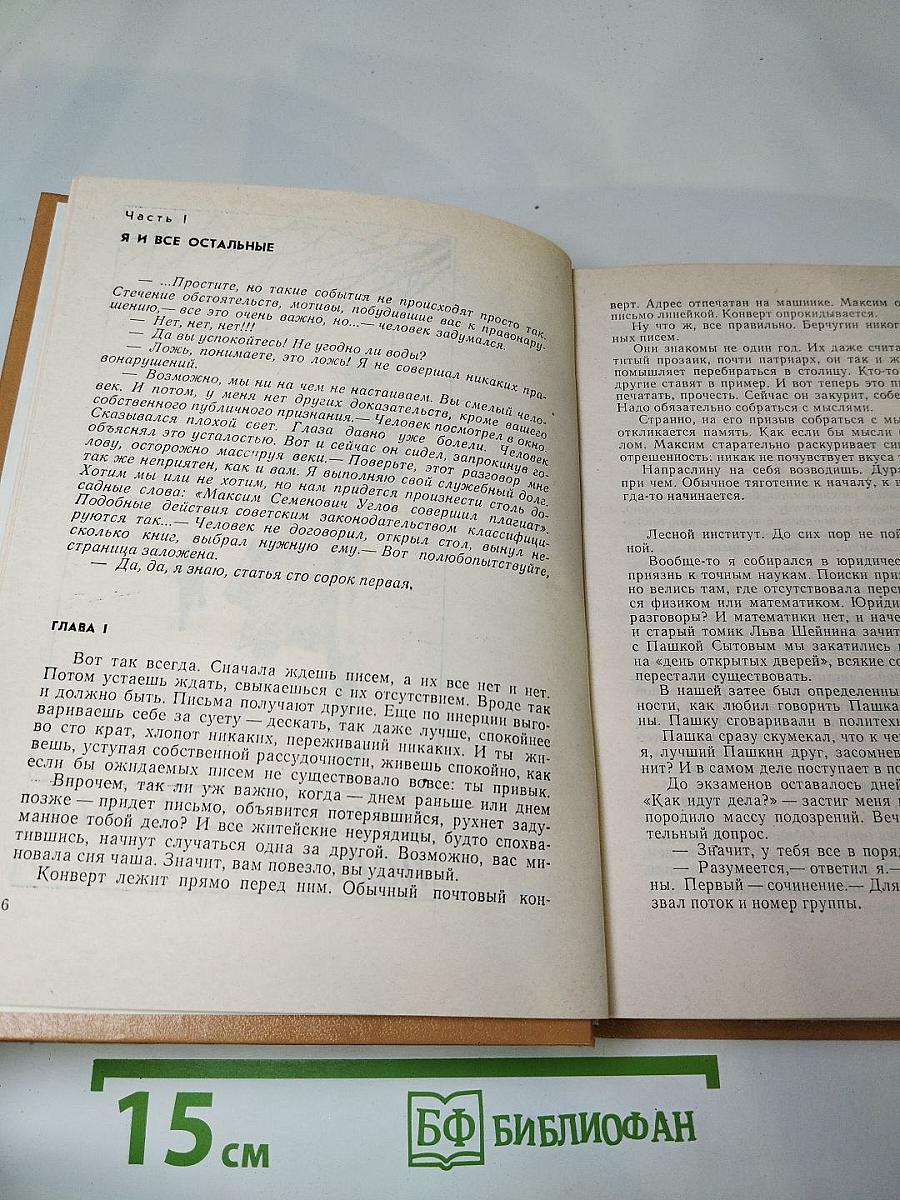 Часть I
Я И ВСЕ ОСТАЛЬНЫЕ
— ...Простите, но такие события не происходят просто так.
Стечение обстоятельств, мотивы, побудившие вас к правонару-
шению,— все это очень важно, но...— человек задумался.
— Нет, нет, нет!!!
— Да вы успокойтесь! Не угодно ли воды?
— Ложь, понимаете, это ложь! Я не совершал никаких пра-
вонарушений.
— Возможно, мы ни на чем не настаиваем. Вы смелый чело-
век. И потом, у меня нет других доказательств, кроме вашего
собственного публичного признания.— Человек посмотрел в окно.
Сказывался плохой свет. Глаза давно уже болели. Человек
объяснял это усталостью. Вот и сейчас он сидел, запрокинув го-
лову, осторожно массируя веки.— Поверьте, этот разговор мне
так же неприятен, как и вам. Я выполняю свой служебный долг.
Хотим мы или не хотим, но нам придется произнести столь до-
садные слова: «Максим Семенович Углов совершил плагиат».
Подобные действия советским законодательством классифици-
руются так...— Человек не договорил, открыл стол, вынул не-
сколько книг, выбрал нужную ему.— Вот полюбопытствуйте,
страница заложена.
— Да, да, я знаю, статья сто сорок первая.
ГЛАВА I
Вот так всегда. Сначала ждешь писем, а их все нет и нет.
Потом устаешь ждать, свыкаешься с их отсутствием. Вроде так
и должно быть. Письма получают другие. Еще по инерции выго-
вариваешь себе за суету — дескать, так даже лучше, спокойнее
во сто крат, хлопот никаких, переживаний никаких. И ты жи-
вешь, уступая собственной рассудочности, живешь спокойно, как
если бы ожидаемых писем не существовало вовсе: ты привык.
Впрочем, так ли уж важно, когда — днем раньше или днем
позже — придет письмо, объявится потерявшийся, рухнет заду-
манное тобой дело? И все житейские неурядицы, будто спохва-
тившись, начнут случаться одна за другой. Возможно, вас ми-
новала сия чаша. Значит, вам повезло, вы удачливый.
Конверт лежит прямо перед ним. Обычный почтовый кон-
6
верт. Адрес отпечатан на машинке. Максим
письмо линейкой. Конверт опрокидывается.
Ну что ж, все правильно. Берчугин
ных писем.
Они знакомы не один год. Их даже
титый прозаик, почти патриарх, он так и
помышляет перебираться в столицу. Кто-то
другие ставят в пример. И вот теперь это
печатать, прочесть. Сейчас он закурит,
Надо обязательно собраться с мыслями.
Странно, на его призыв собраться с
откликается память. Как если бы мысли
лом. Максим старательно раскуривает
отрешенность: никак не почувствует вкуса
Напраслину на себя возводишь.
при чем. Обычное тяготение к началу, к
гда-то начинается.
Лесной институт. До сих пор не
ной.
Вообще-то я собирался в
приязнь к точным наукам. Поиски
но велись там, где отсутствовала
ся физиком или математиком.
разговоры? И математики нет, и
и старый томик Льва Шейнина
с Пашкой Сытовым мы закатились
на «день открытых дверей», всякие
перестали существовать.
В нашей затее был
ности, как любил говорить Пашка
ны. Пашку сговаривали в
Пашка сразу скумекал, что к
я, лучший Пашкин друг,
нит? И в самом деле поступает в
До экзаменов оставалось
«Как идут дела?» — застиг меня
породило массу подозрений.
тельный допрос.
— Значит, у тебя все в
— Разумеется,— ответил я.—
ны. Первый — сочинение.— Для
звал поток и номер группы.
15 см
БФ БИБЛИОФАН